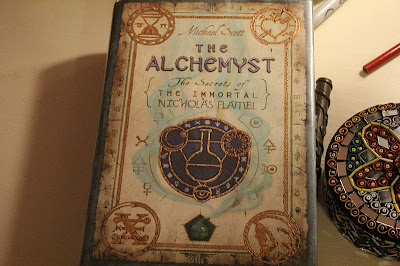 Michael Scott
THE
ALCHEMYST
The Secrets of
THE IMMORTAL
NICHOLAS FLAMEL